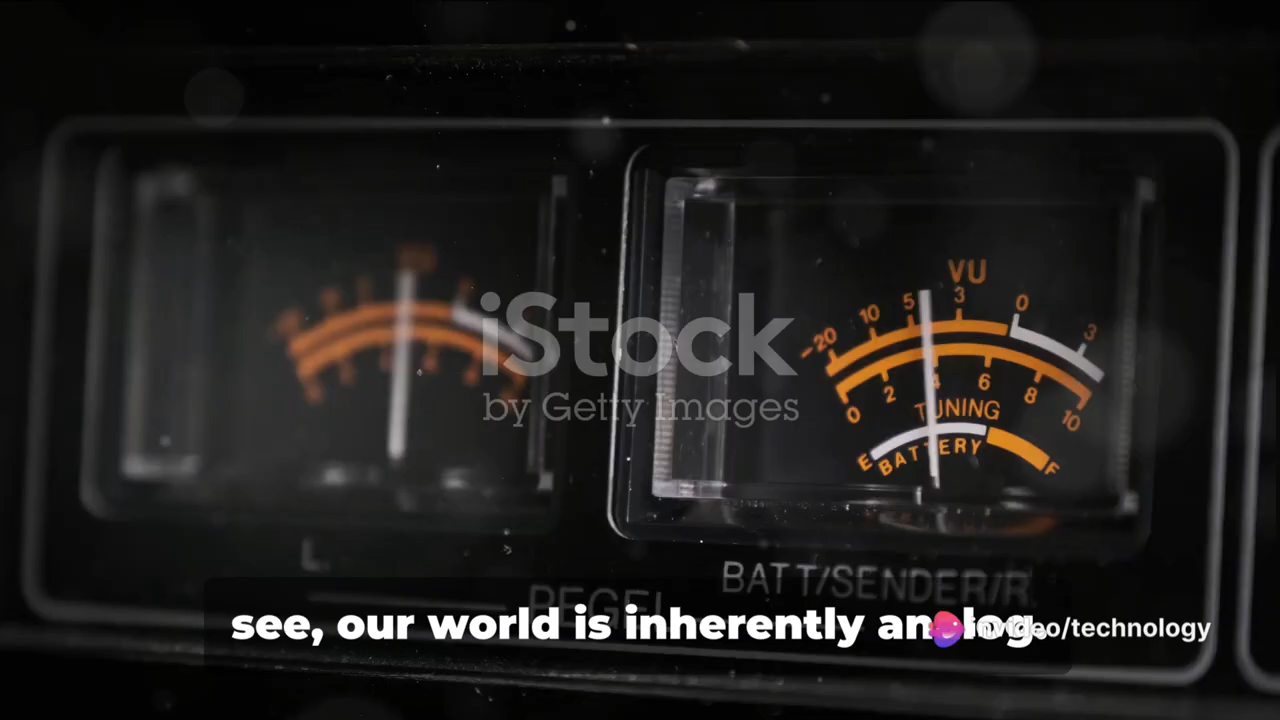 VU
-20 10 5 3 0 3
0 2 4 6 8 10
TUNING
E BATTERY F
iStock
by Getty Images
L
BATT/SENDER/R
PEGEL
see, our world is inherently analog.
invideo/technology